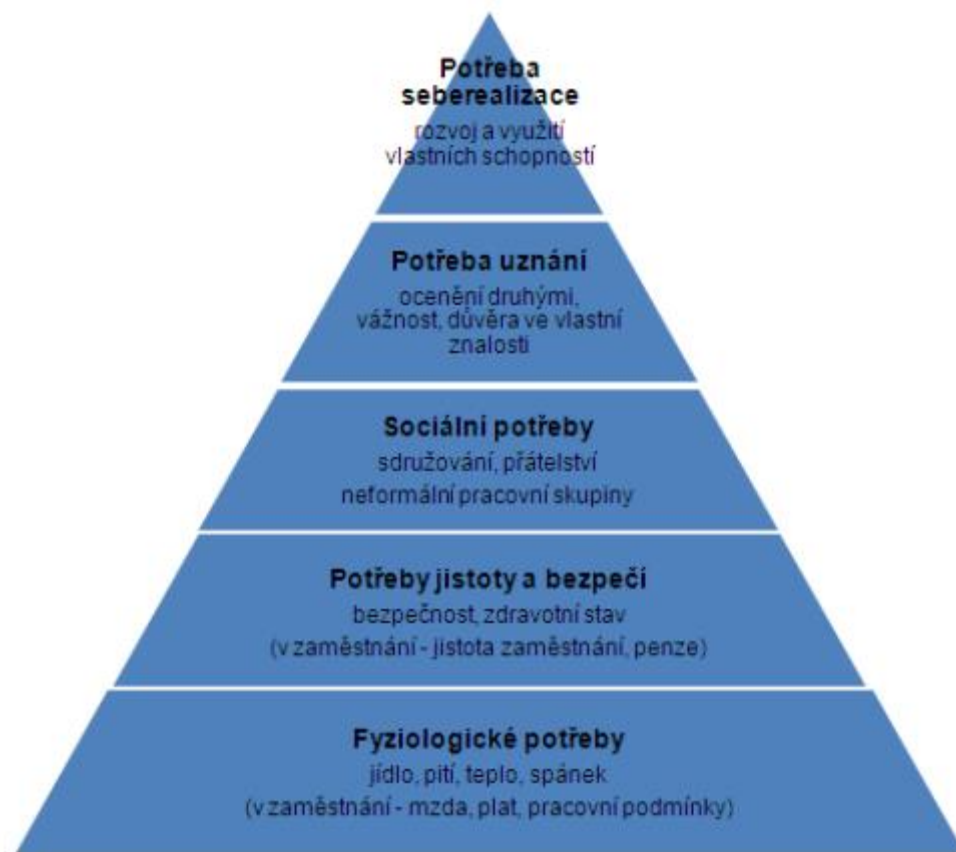 Potřeba
seberealizace
rozvoj a využití
vlastních schopností
Potřeba uznání
ocenění druhými,
vážnost, důvěra ve vlastní
znalosti
Sociální potřeby
sdružování, přátelství
neformální pracovní skupiny
Potřeby jistoty a bezpečí
bezpečnost, zdravotní stav
(v zaměstnání - jistota zaměstnání, penze)
Fyziologické potřeby
jídlo, pití, teplo, spánek
(v zaměstnání - mzda, plat, pracovní podmínky)